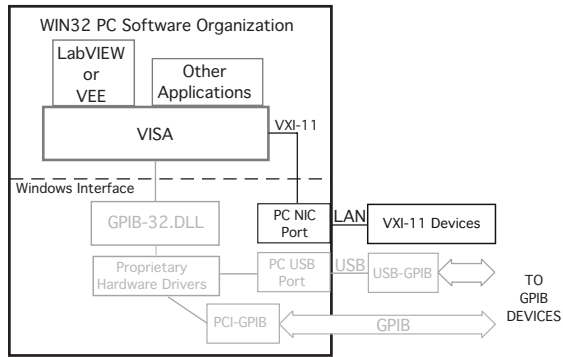 WIN32 PC Software Organization
LabVIEW
or
VEE
Other
Applications
VISA
VXI-11
Windows Interface
GPIB-32.DLL
PC NIC
Port
LAN
VXI-11 Devices
Proprietary
Hardware Drivers
PC USB
Port
USB
USB-GPIB
TO
GPIB
DEVICES
PCI-GPIB
GPIB